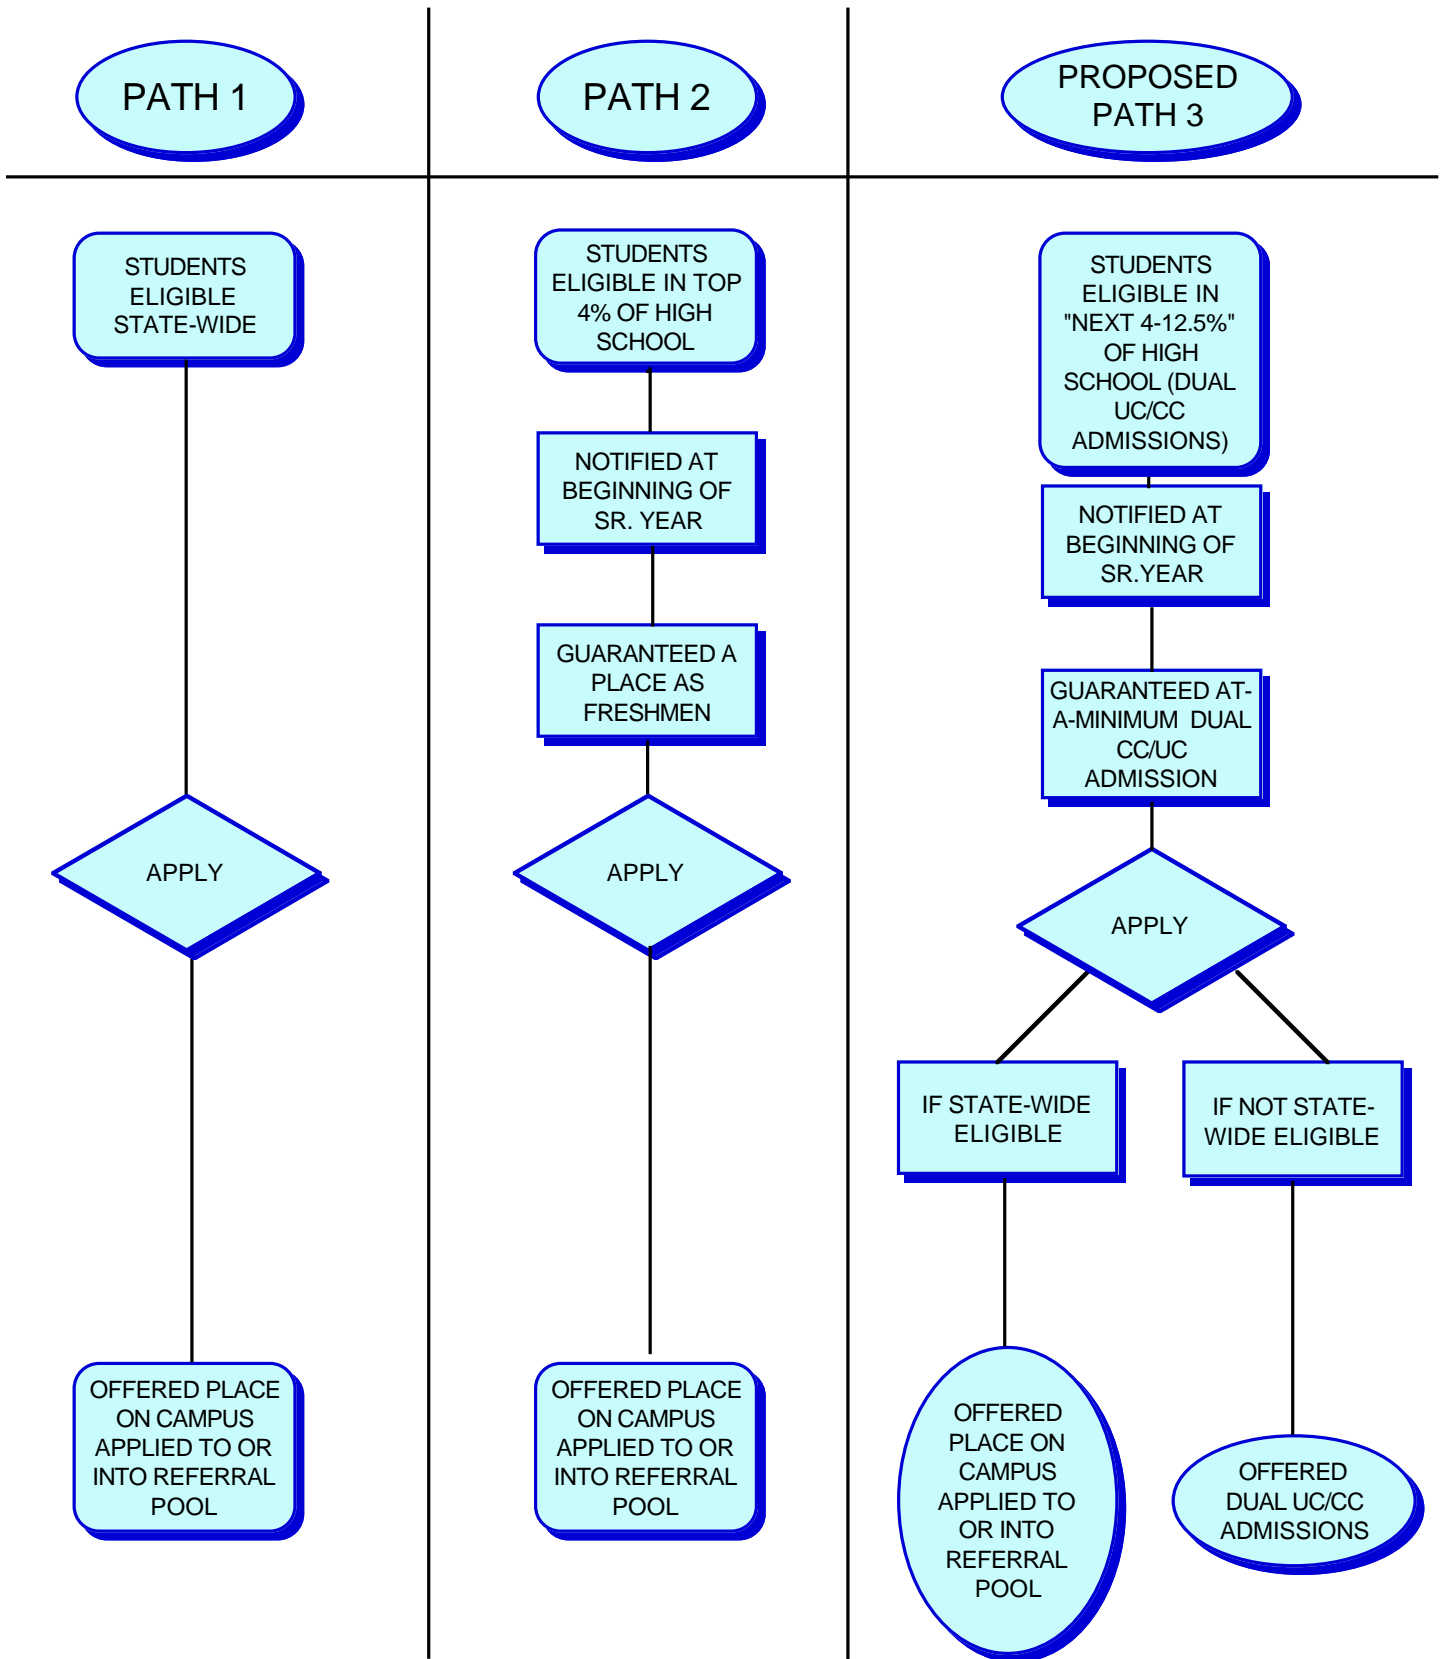 PATH 1
PATH 2
PROPOSED
PATH 3
STUDENTS
ELIGIBLE
STATE-WIDE
APPLY
OFFERED PLACE
ON CAMPUS
APPLIED TO OR
INTO REFERRAL
POOL
STUDENTS
ELIGIBLE IN TOP
4% OF HIGH
SCHOOL
NOTIFIED AT
BEGINNING OF
SR. YEAR
GUARANTEED A
PLACE AS
FRESHMEN
APPLY
OFFERED PLACE
ON CAMPUS
APPLIED TO OR
INTO REFERRAL
POOL
STUDENTS
ELIGIBLE IN
"NEXT 4-12.5%"
OF HIGH
SCHOOL (DUAL
UC/CC
ADMISSIONS)
NOTIFIED AT
BEGINNING OF
SR.YEAR
GUARANTEED AT-
A-MINIMUM DUAL
CC/UC
ADMISSION
APPLY
IF STATE-WIDE
ELIGIBLE
OFFERED
PLACE ON
CAMPUS
APPLIED TO
OR INTO
REFERRAL
POOL
IF NOT STATE-
WIDE ELIGIBLE
OFFERED
DUAL UC/CC
ADMISSIONS